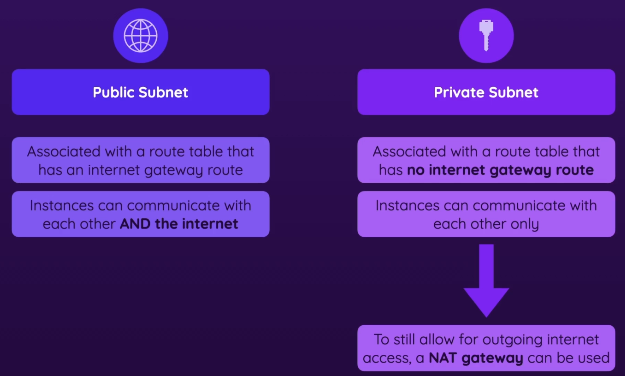 Public Subnet
Associated with a route table that
has an internet gateway route
Instances can communicate with
each other AND the internet
Private Subnet
Associated with a route table that
has no internet gateway route
Instances can communicate with
each other only
To still allow for outgoing internet
access, a NAT gateway can be used